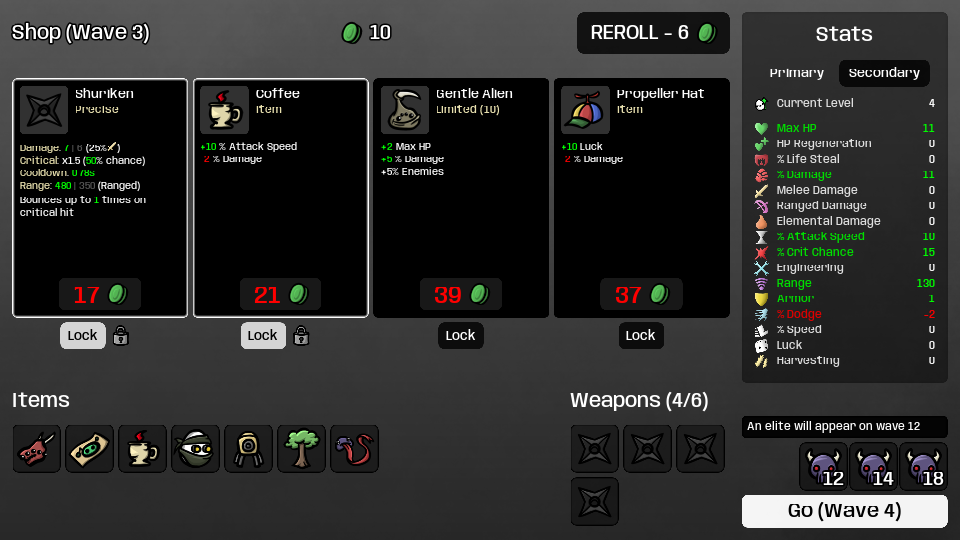 Shop (Wave 3)
10
REROLL - 6
Shuriken
Precise
Damage: 7 | 6 (25%)
Critical: x1.5 (50% chance)
Cooldown: 0.78s
Range: 480 | 350 (Ranged)
Bounces up to 1 times on
critical hit
17
Lock
Coffee
Item
+10 % Attack Speed
-2 % Damage
21
Lock
Gentle Alien
Limited (10)
+2 Max HP
+5 % Damage
+5% Enemies
39
Lock
Propeller Hat
Item
+10 Luck
-2 % Damage
37
Lock
Stats
Primary
Secondary
Current Level 4
Max HP 11
HP Regeneration 0
% Life Steal 0
% Damage 11
Melee Damage 0
Ranged Damage 0
Elemental Damage 0
% Attack Speed 10
% Crit Chance 15
Engineering 0
Range 130
Armor 1
% Dodge -2
% Speed 0
Luck 0
Harvesting 0
Items
Weapons (4/6)
An elite will appear on wave 12
12
14
18
Go (Wave 4)